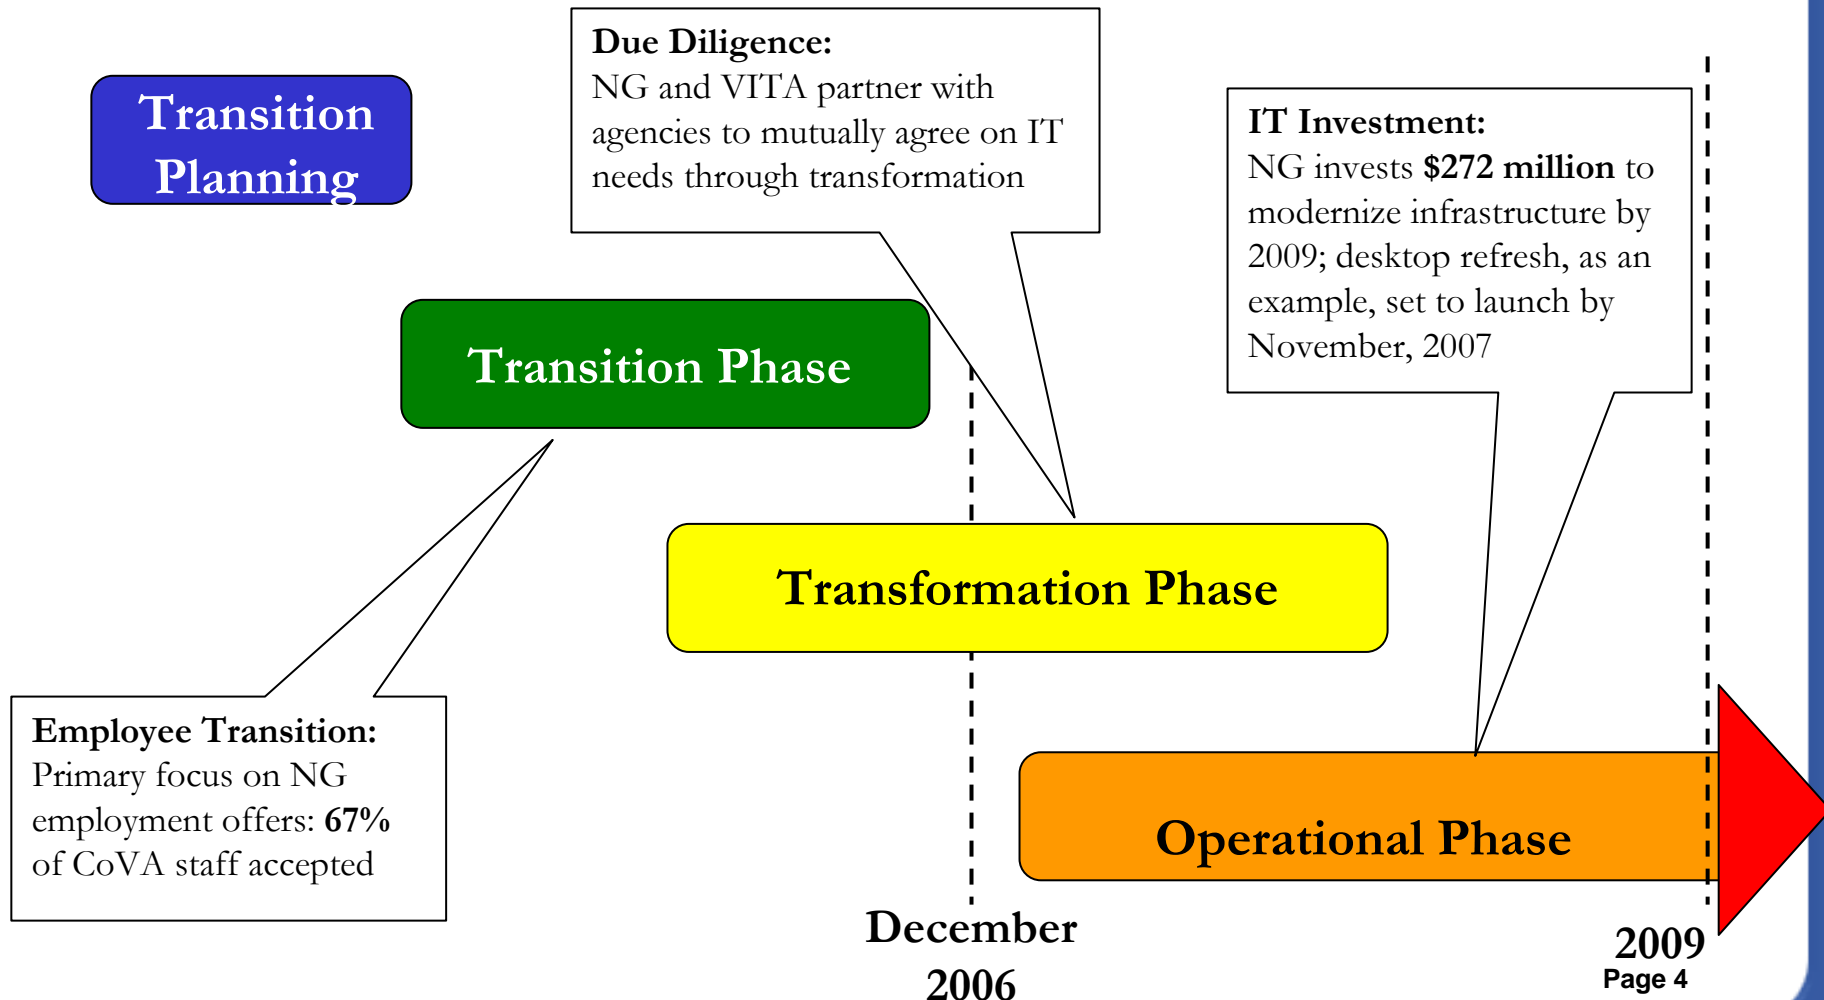 Transition
Planning
Due Diligence:
NG and VITA partner with
agencies to mutually agree on IT
needs through transformation
IT Investment:
NG invests $272 million to
modernize infrastructure by
2009; desktop refresh, as an
example, set to launch by
November, 2007
Transition Phase
Transformation Phase
Employee Transition:
Primary focus on NG
employment offers: 67%
of CoVA staff accepted
Operational Phase
December
2006
2009
Page 4